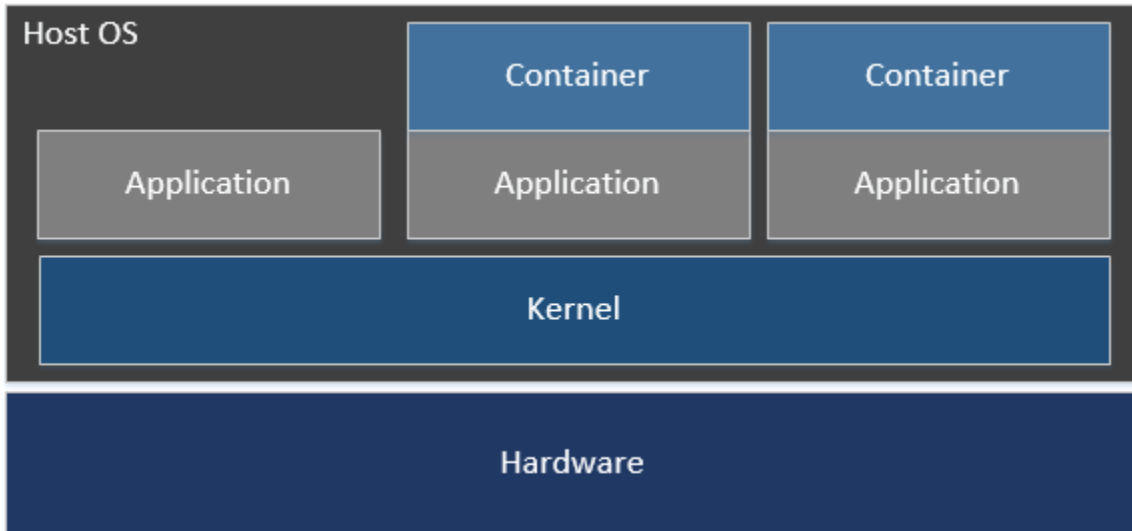 Host OS
Container
Container
Application
Application
Application
Kernel
Hardware